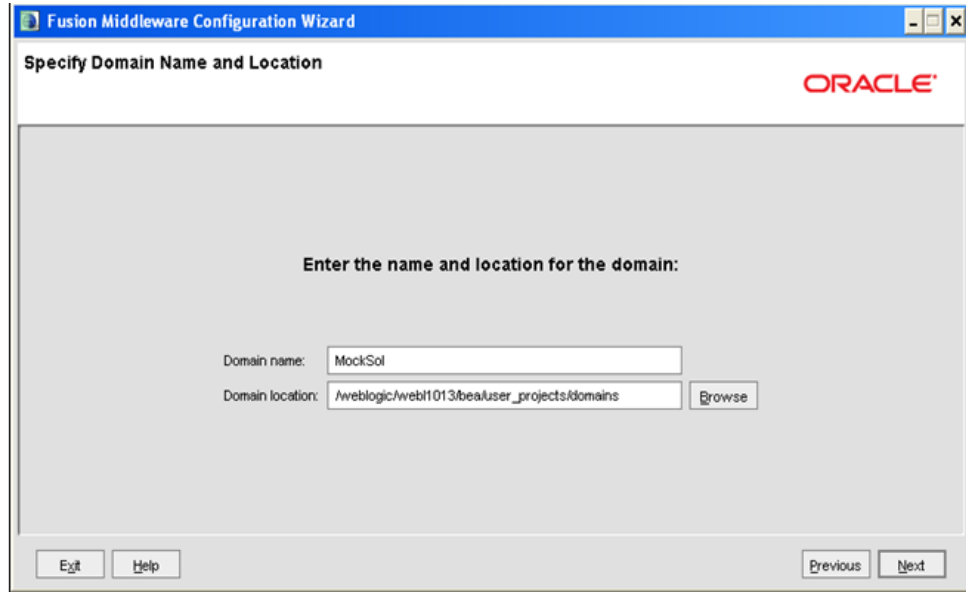 Fusion Middleware Configuration Wizard
Specify Domain Name and Location
ORACLE
Enter the name and location for the domain:
Domain name: MockSol
Domain location: /weblogic/webl1013/bea/user_projects/domains Browse
Exit Help Previous Next